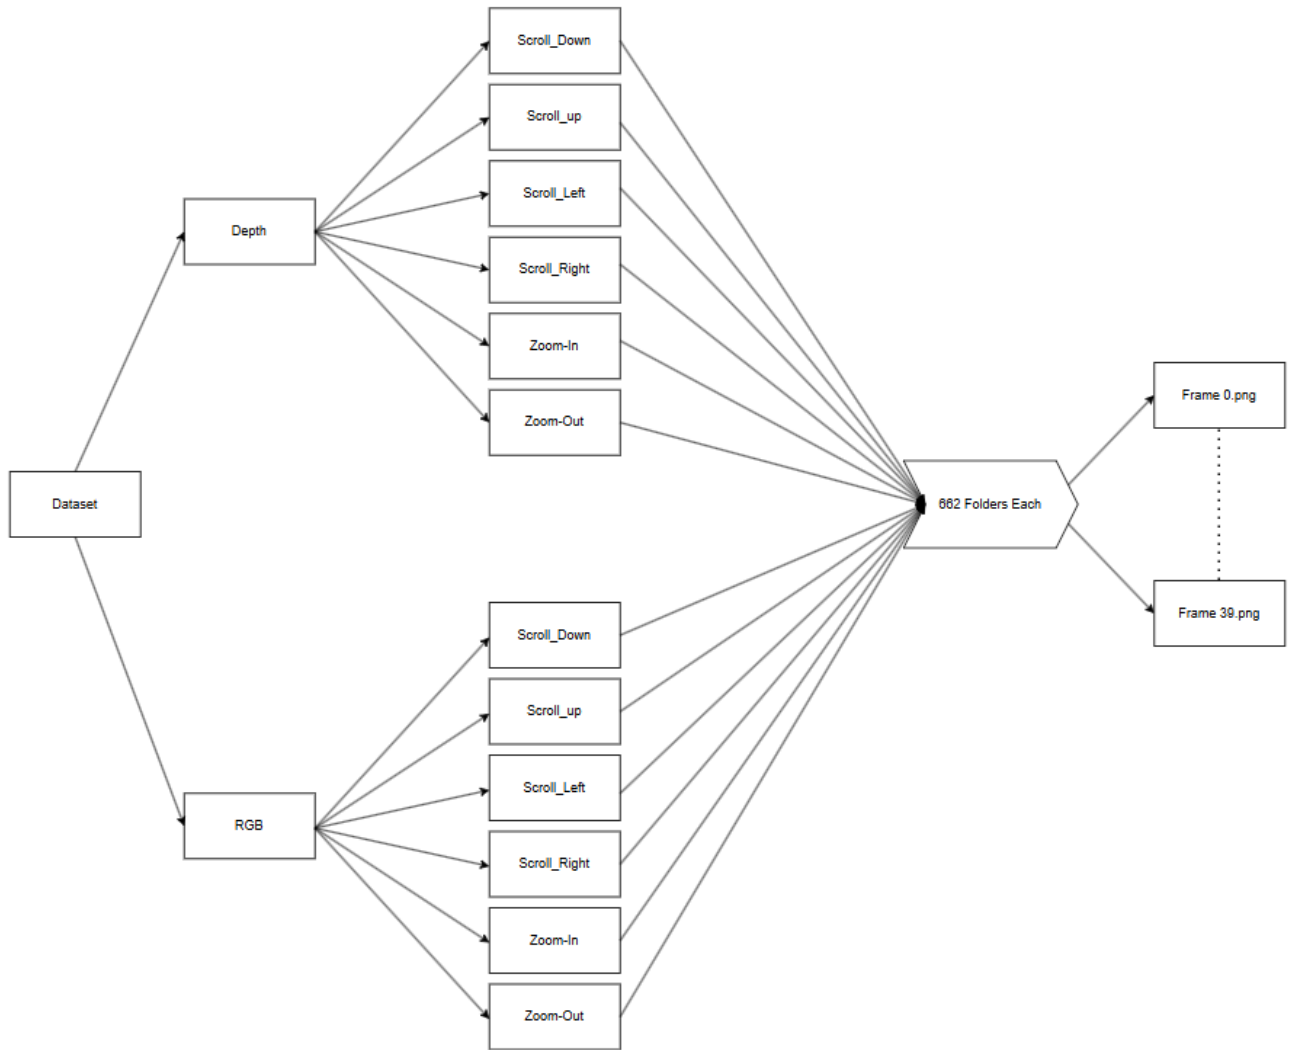 Scroll_Down
Scroll_up
Scroll_Left
Depth
Scroll_Right
Zoom-In
Zoom-Out
Dataset
662 Folders Each
Frame 0.png
Frame 39.png
Scroll_Down
Scroll_up
Scroll_Left
RGB
Scroll_Right
Zoom-In
Zoom-Out